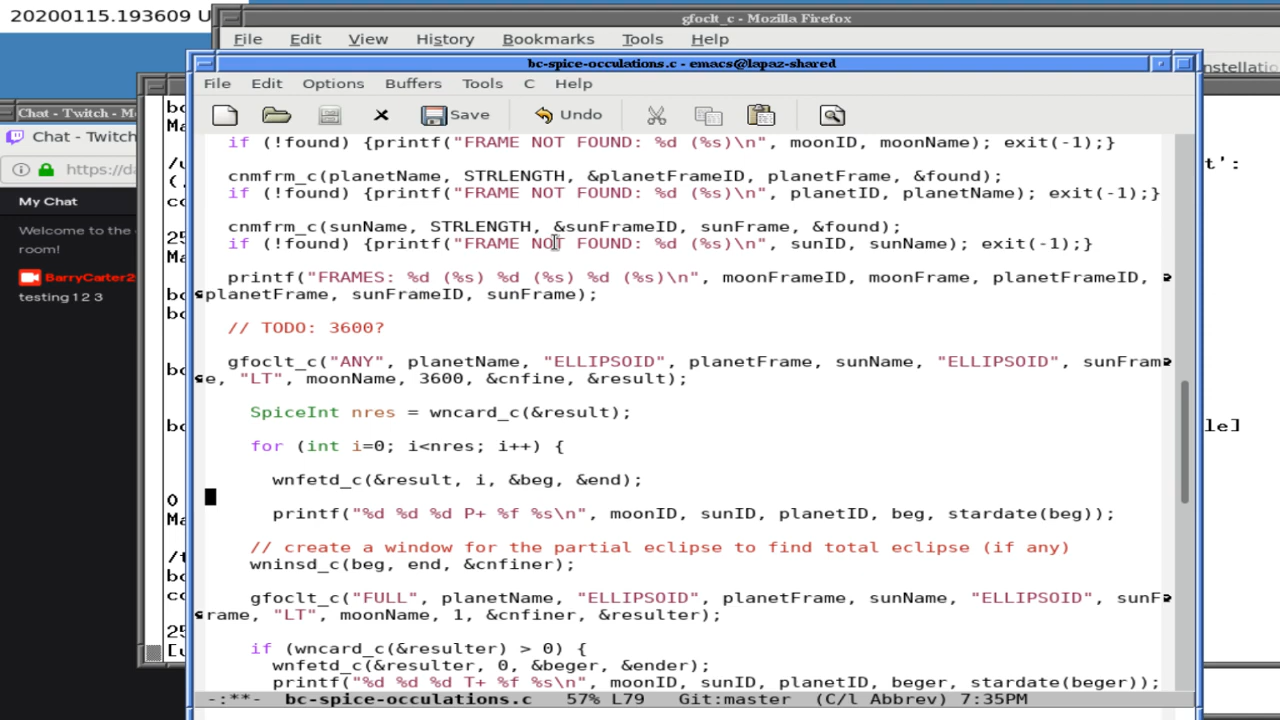 20200115.193609 U
gfoclt_c - Mozilla Firefox
File Edit View History Bookmarks Tools Help
bc-spice-occulations.c - emacs@lapaz-shared
File Edit Options Buffers Tools C Help
Save Undo
Chat - Twitch - M
Chat - Twitch
https://da
My Chat
Welcome to the
room!
BarryCarter2
testing 1 2 3
if (!found) {printf("FRAME NOT FOUND: %d (%s)\n", moonID, moonName); exit(-1);}
cnmfrm_c(planetName, STRLENGTH, &planetFrameID, planetFrame, &found);
if (!found) {printf("FRAME NOT FOUND: %d (%s)\n", planetID, planetName); exit(-1);}
cnmfrm_c(sunName, STRLENGTH, &sunFrameID, sunFrame, &found);
if (!found) {printf("FRAME NOT FOUND: %d (%s)\n", sunID, sunName); exit(-1);}
printf("FRAMES: %d (%s) %d (%s) %d (%s)\n", moonFrameID, moonFrame, planetFrameID,
planetFrame, sunFrameID, sunFrame);
// TODO: 3600?
gfoclt_c("ANY", planetName, "ELLIPSOID", planetFrame, sunName, "ELLIPSOID", sunFram
e, "LT", moonName, 3600, &cnfine, &result);
SpiceInt nres = wncard_c(&result);
for (int i=0; i<nres; i++) {
wnfetd_c(&result, i, &beg, &end);
printf("%d %d %d P+ %f %s\n", moonID, sunID, planetID, beg, stardate(beg));
// create a window for the partial eclipse to find total eclipse (if any)
wninsd_c(beg, end, &cnfiner);
gfoclt_c("FULL", planetName, "ELLIPSOID", planetFrame, sunName, "ELLIPSOID", sunF
rame, "LT", moonName, 1, &cnfiner, &resulter);
if (wncard_c(&resulter) > 0) {
wnfetd_c(&resulter, 0, &beger, &ender);
printf("%d %d %d T+ %f %s\n", moonID, sunID, planetID, beger, stardate(beger));
-:**- bc-spice-occulations.c 57% L79 Git:master (C/l Abbrev) 7:35PM